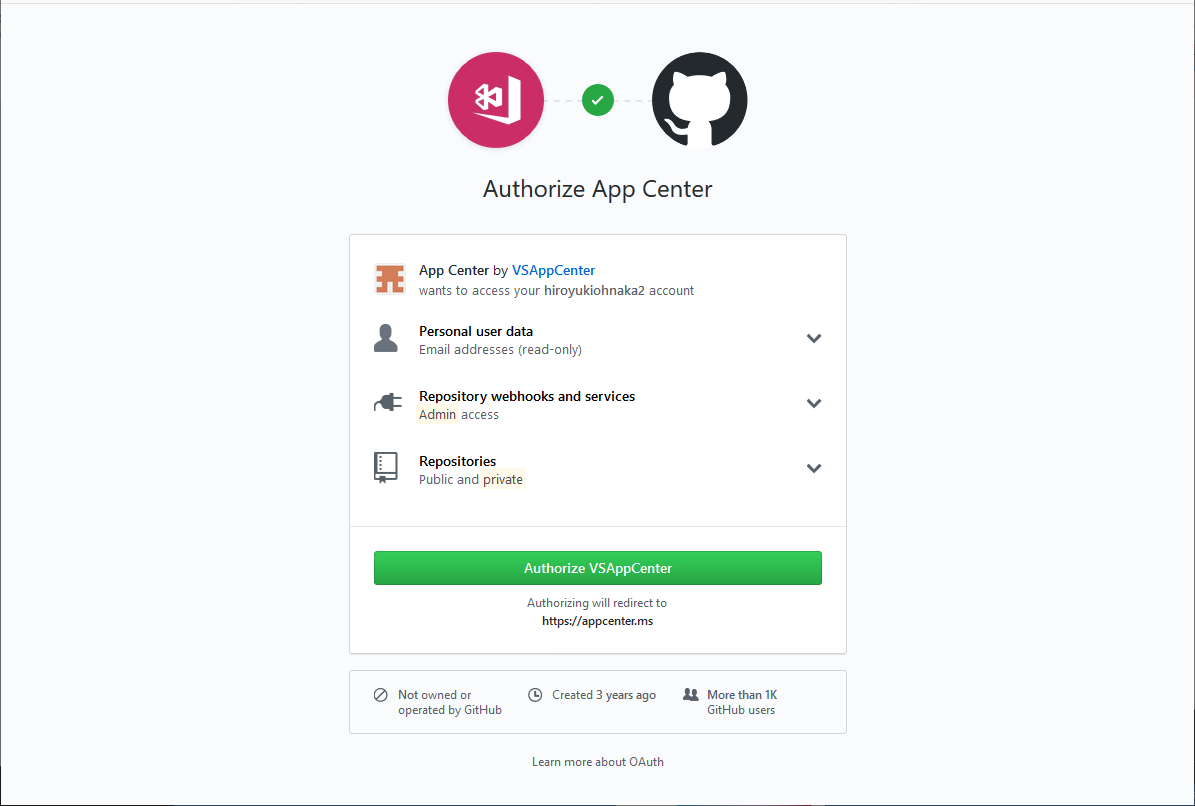 Authorize App Center
App Center by VSAppCenter
wants to access your hiroyukiohnaka2 account
Personal user data
Email addresses (read-only)
Repository webhooks and services
Admin access
Repositories
Public and private
Authorize VSAppCenter
Authorizing will redirect to
https://appcenter.ms
Not owned or
operated by GitHub
Created 3 years ago
More than 1K
GitHub users
Learn more about OAuth